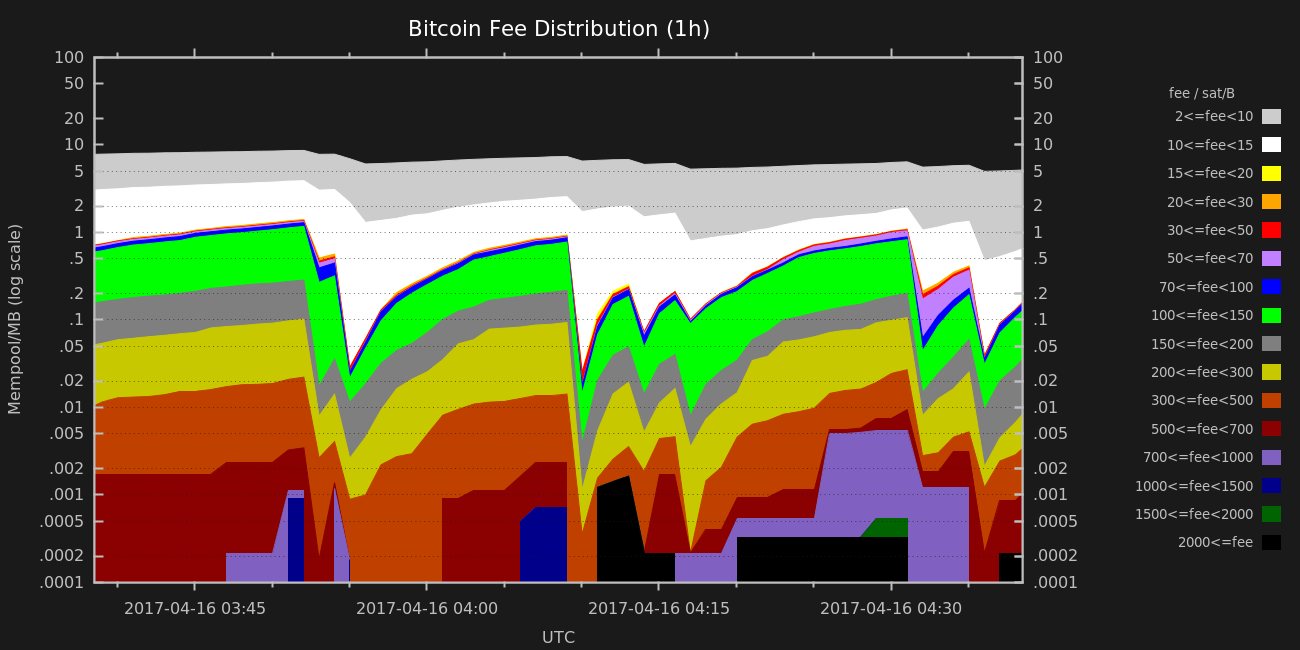 Bitcoin Fee Distribution (1h)
100 100
50 50
20 20
10 10
5 5
2 2
1 1
.5 .5
.2 .2
.1 .1
.05 .05
.02 .02
.01 .01
.005 .005
.002 .002
.001 .001
.0005 .0005
.0002 .0002
.0001 .0001
Mempool/MB (log scale)
2017-04-16 03:45 2017-04-16 04:00 2017-04-16 04:15 2017-04-16 04:30
UTC
fee / sat/B
2<=fee<10
10<=fee<15
15<=fee<20
20<=fee<30
30<=fee<50
50<=fee<70
70<=fee<100
100<=fee<150
150<=fee<200
200<=fee<300
300<=fee<500
500<=fee<700
700<=fee<1000
1000<=fee<1500
1500<=fee<2000
2000<=fee